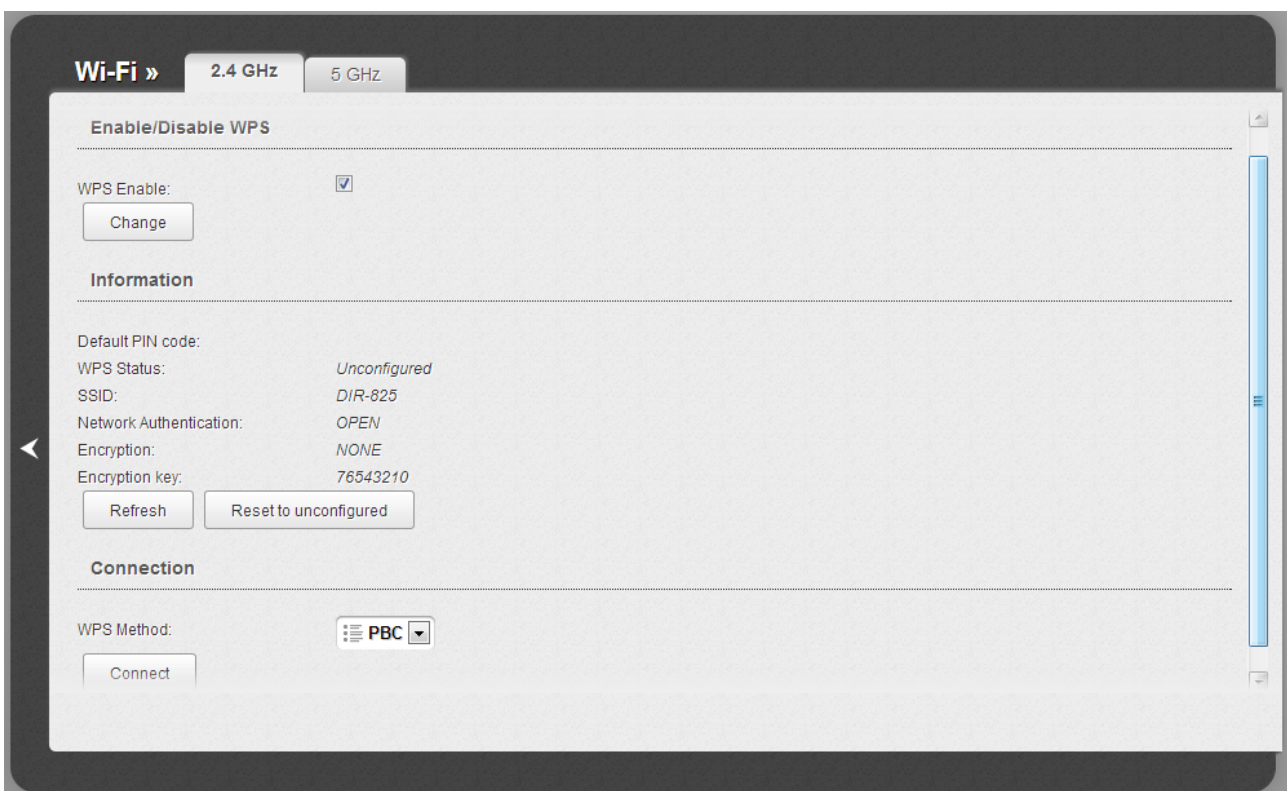 Wi-Fi » 2.4 GHz 5 GHz
Enable/Disable WPS
WPS Enable:
Change
Information
Default PIN code:
WPS Status: Unconfigured
SSID: DIR-825
Network Authentication: OPEN
Encryption: NONE
Encryption key: 76543210
Refresh Reset to unconfigured
Connection
WPS Method: PBC
Connect